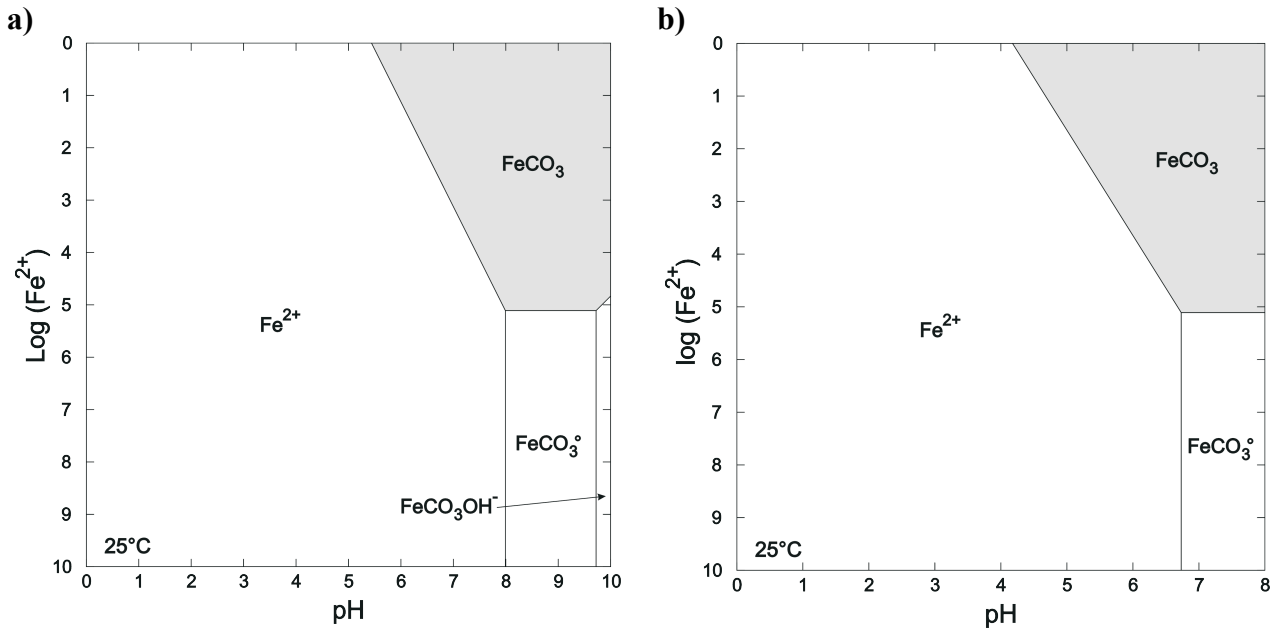 a)
Log (Fe²⁺)
0
1
2
3
4
5
6
7
8
9
10
FeCO₃
Fe²⁺
FeCO₃°
FeCO₃OH⁻
25°C
0 1 2 3 4 5 6 7 8 9 10
pH
b)
log (Fe²⁺)
0
1
2
3
4
5
6
7
8
9
10
FeCO₃
Fe²⁺
FeCO₃°
25°C
0 1 2 3 4 5 6 7 8
pH